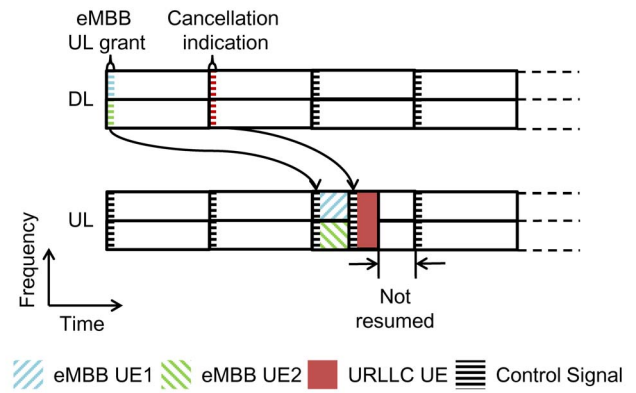 eMBB
UL grant
Cancellation
indication
DL
UL
Frequency
Time
Not
resumed
eMBB UE1
eMBB UE2
URLLC UE
Control Signal